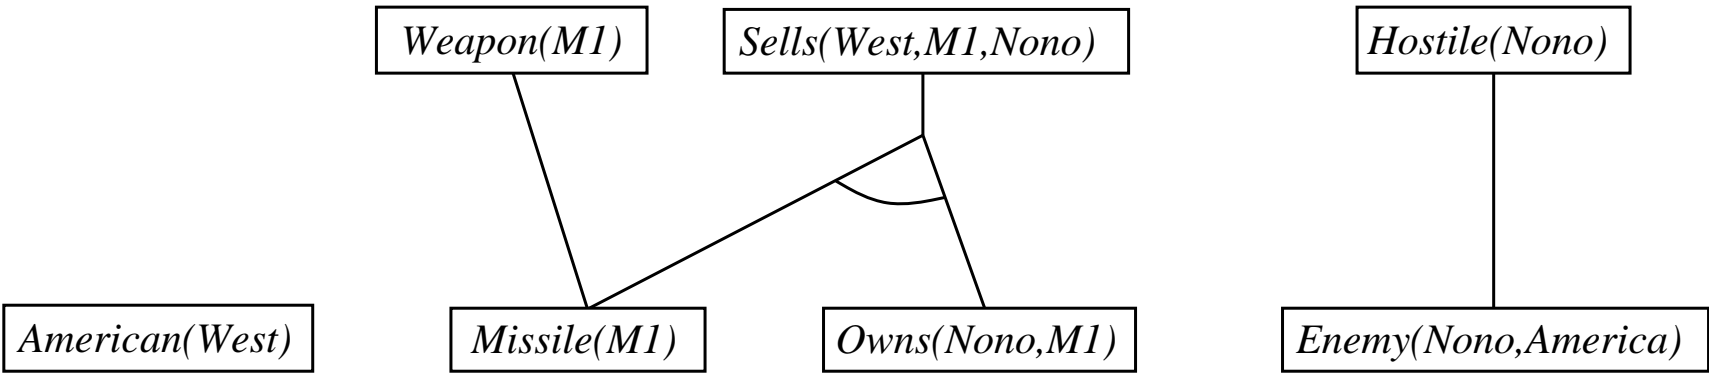 Weapon(M1)
Sells(West,M1,Nono)
Hostile(Nono)
American(West)
Missile(M1)
Owns(Nono,M1)
Enemy(Nono,America)